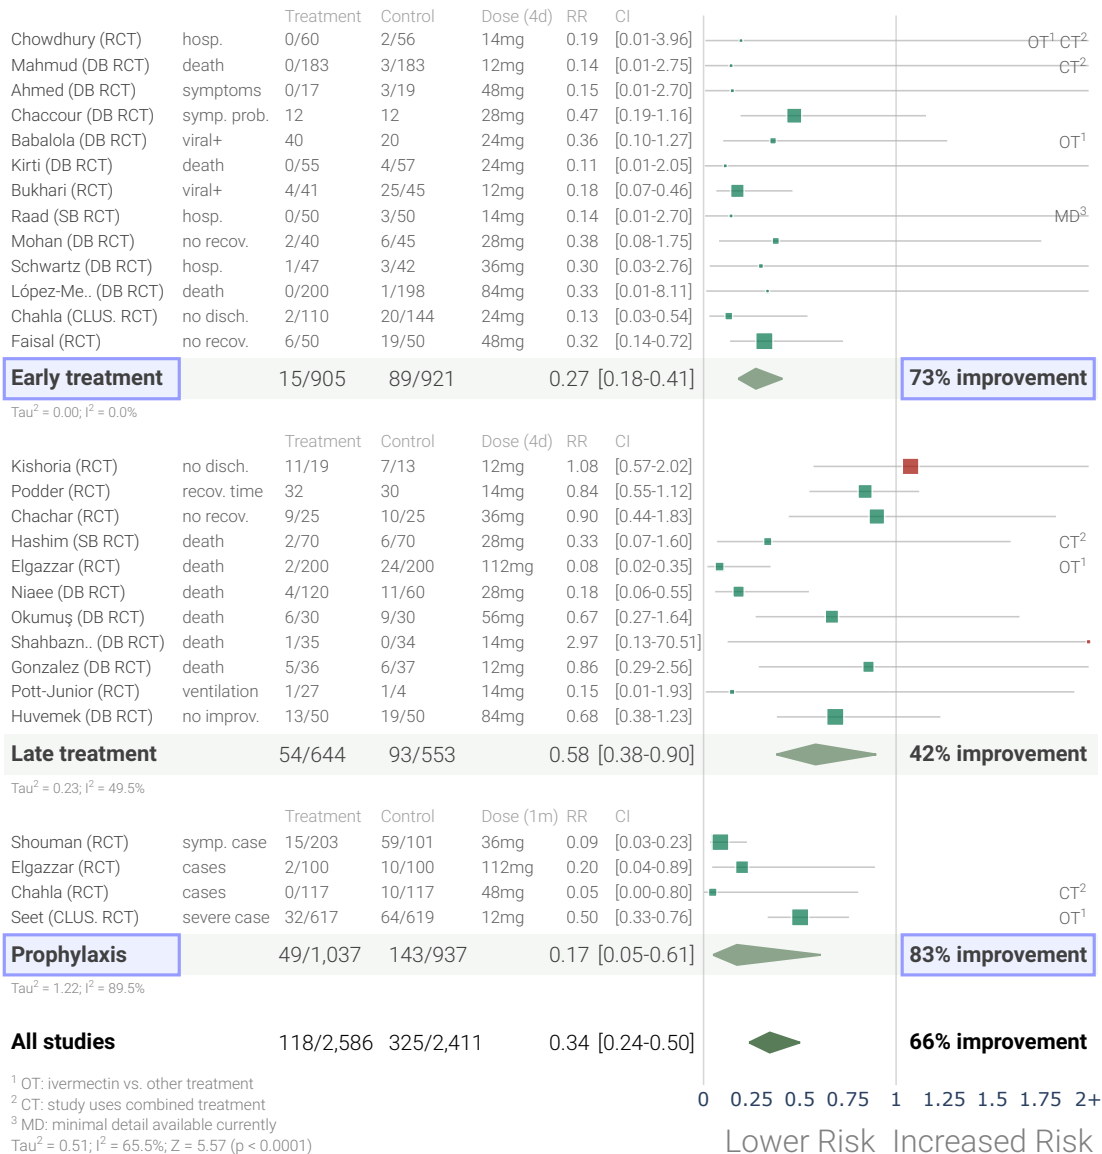 Treatment Control Dose (4d) RR CI
Chowdhury (RCT) hosp. 0/60 2/56 14mg 0.19 [0.01-3.96] OT¹ CT²
Mahmud (DB RCT) death 0/183 3/183 12mg 0.14 [0.01-2.75] CT²
Ahmed (DB RCT) symptoms 0/17 3/19 48mg 0.15 [0.01-2.70]
Chaccour (DB RCT) symp. prob. 12 12 28mg 0.47 [0.19-1.16]
Babalola (DB RCT) viral+ 40 20 24mg 0.36 [0.10-1.27] OT¹
Kirti (DB RCT) death 0/55 4/57 24mg 0.11 [0.01-2.05]
Bukhari (RCT) viral+ 4/41 25/45 12mg 0.18 [0.07-0.46]
Raad (SB RCT) hosp. 0/50 3/50 14mg 0.14 [0.01-2.70] MD³
Mohan (DB RCT) no recov. 2/40 6/45 28mg 0.38 [0.08-1.75]
Schwartz (DB RCT) hosp. 1/47 3/42 36mg 0.30 [0.03-2.76]
López-Me.. (DB RCT) death 0/200 1/198 84mg 0.33 [0.01-8.11]
Chahla (CLUS. RCT) no disch. 2/110 20/144 24mg 0.13 [0.03-0.54]
Faisal (RCT) no recov. 6/50 19/50 48mg 0.32 [0.14-0.72]
Early treatment 15/905 89/921 0.27 [0.18-0.41] 73% improvement
Tau² = 0.00; I² = 0.0%
Treatment Control Dose (4d) RR CI
Kishoria (RCT) no disch. 11/19 7/13 12mg 1.08 [0.57-2.02]
Podder (RCT) recov. time 32 30 14mg 0.84 [0.55-1.12]
Chachar (RCT) no recov. 9/25 10/25 36mg 0.90 [0.44-1.83]
Hashim (SB RCT) death 2/70 6/70 28mg 0.33 [0.07-1.60] CT²
Elgazzar (RCT) death 2/200 24/200 112mg 0.08 [0.02-0.35] OT¹
Niaee (DB RCT) death 4/120 11/60 28mg 0.18 [0.06-0.55]
Okumuş (DB RCT) death 6/30 9/30 56mg 0.67 [0.27-1.64]
Shahbazn.. (DB RCT) death 1/35 0/34 14mg 2.97 [0.13-70.51]
Gonzalez (DB RCT) death 5/36 6/37 12mg 0.86 [0.29-2.56]
Pott-Junior (RCT) ventilation 1/27 1/4 14mg 0.15 [0.01-1.93]
Huvemek (DB RCT) no improv. 13/50 19/50 84mg 0.68 [0.38-1.23]
Late treatment 54/644 93/553 0.58 [0.38-0.90] 42% improvement
Tau² = 0.23; I² = 49.5%
Treatment Control Dose (1m) RR CI
Shouman (RCT) symp. case 15/203 59/101 36mg 0.09 [0.03-0.23]
Elgazzar (RCT) cases 2/100 10/100 112mg 0.20 [0.04-0.89]
Chahla (RCT) cases 0/117 10/117 48mg 0.05 [0.00-0.80] CT²
Seet (CLUS. RCT) severe case 32/617 64/619 12mg 0.50 [0.33-0.76] OT¹
Prophylaxis 49/1,037 143/937 0.17 [0.05-0.61] 83% improvement
Tau² = 1.22; I² = 89.5%
All studies 118/2,586 325/2,411 0.34 [0.24-0.50] 66% improvement
¹ OT: ivermectin vs. other treatment
² CT: study uses combined treatment
³ MD: minimal detail available currently
Tau² = 0.51; I² = 65.5%; Z = 5.57 (p < 0.0001)
0 0.25 0.5 0.75 1 1.25 1.5 1.75 2+
Lower Risk Increased Risk